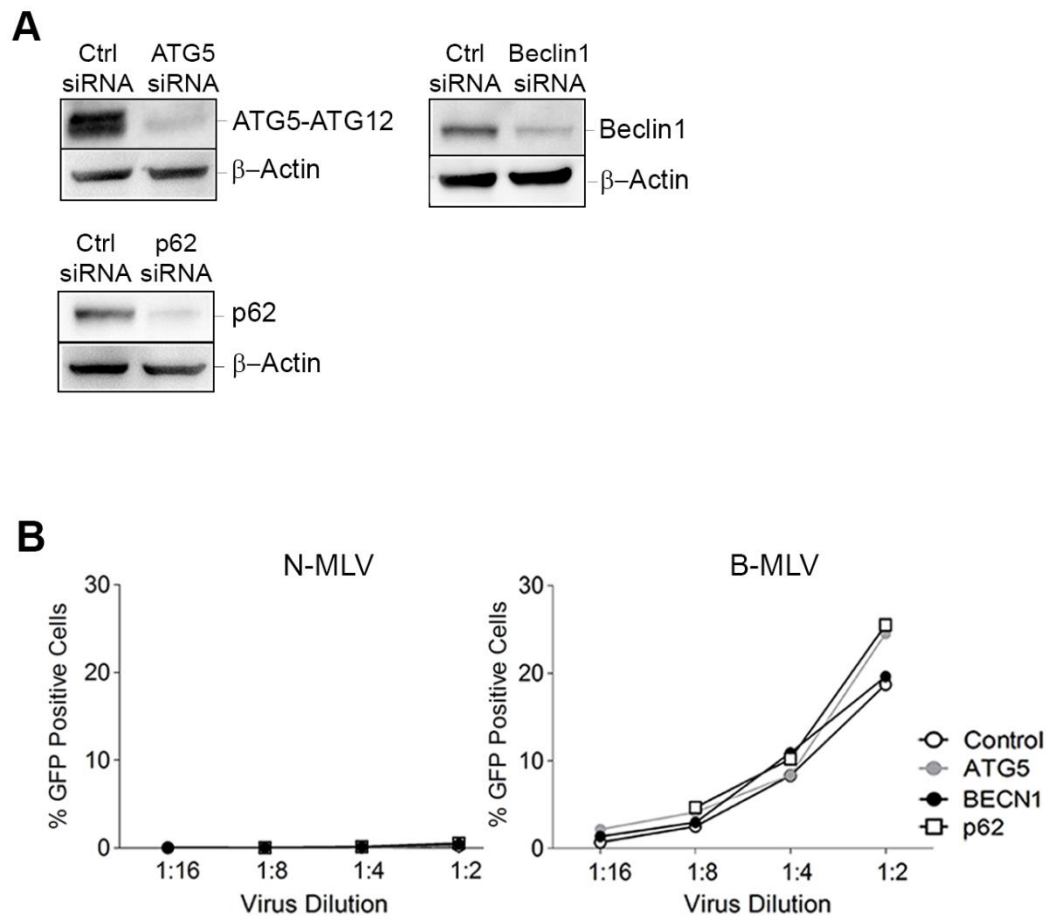 A
Ctrl ATG5
siRNA siRNA
ATG5-ATG12
β–Actin
Ctrl Beclin1
siRNA siRNA
Beclin1
β–Actin
Ctrl p62
siRNA siRNA
p62
β–Actin
B
N-MLV
% GFP Positive Cells
30
20
10
0
1:16 1:8 1:4 1:2
Virus Dilution
B-MLV
% GFP Positive Cells
30
20
10
0
1:16 1:8 1:4 1:2
Virus Dilution
Control
ATG5
BECN1
p62